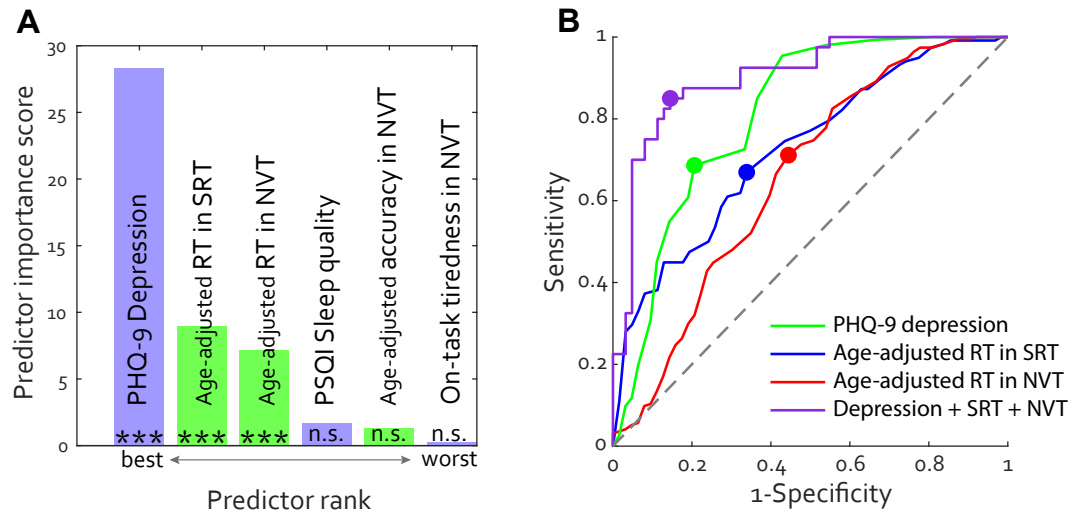 A
Predictor importance score
30
25
20
15
10
5
0
PHQ-9 Depression
Age-adjusted RT in SRT
Age-adjusted RT in NVT
PSQI Sleep quality
Age-adjusted accuracy in NVT
On-task tiredness in NVT
***
***
***
n.s.
n.s.
n.s.
best
worst
Predictor rank
B
Sensitivity
1
0.8
0.6
0.4
0.2
0
0
0.2
0.4
0.6
0.8
1
1-Specificity
PHQ-9 depression
Age-adjusted RT in SRT
Age-adjusted RT in NVT
Depression + SRT + NVT